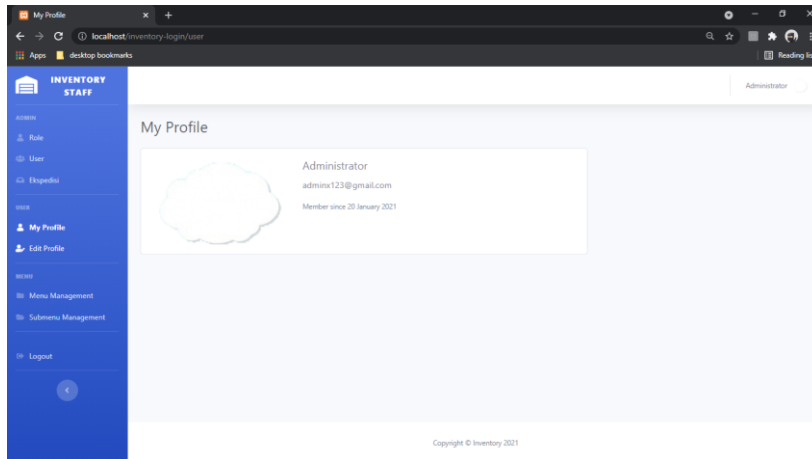 My Profile
localhost/inventory-login/user
Apps
desktop bookmarks
Reading lis
INVENTORY
STAFF
Administrator
ADMIN
Role
User
Ekspedisi
USER
My Profile
Edit Profile
MENU
Menu Management
Submenu Management
Logout
My Profile
Administrator
adminx123@gmail.com
Member since 20 January 2021
Copyright © Inventory 2021